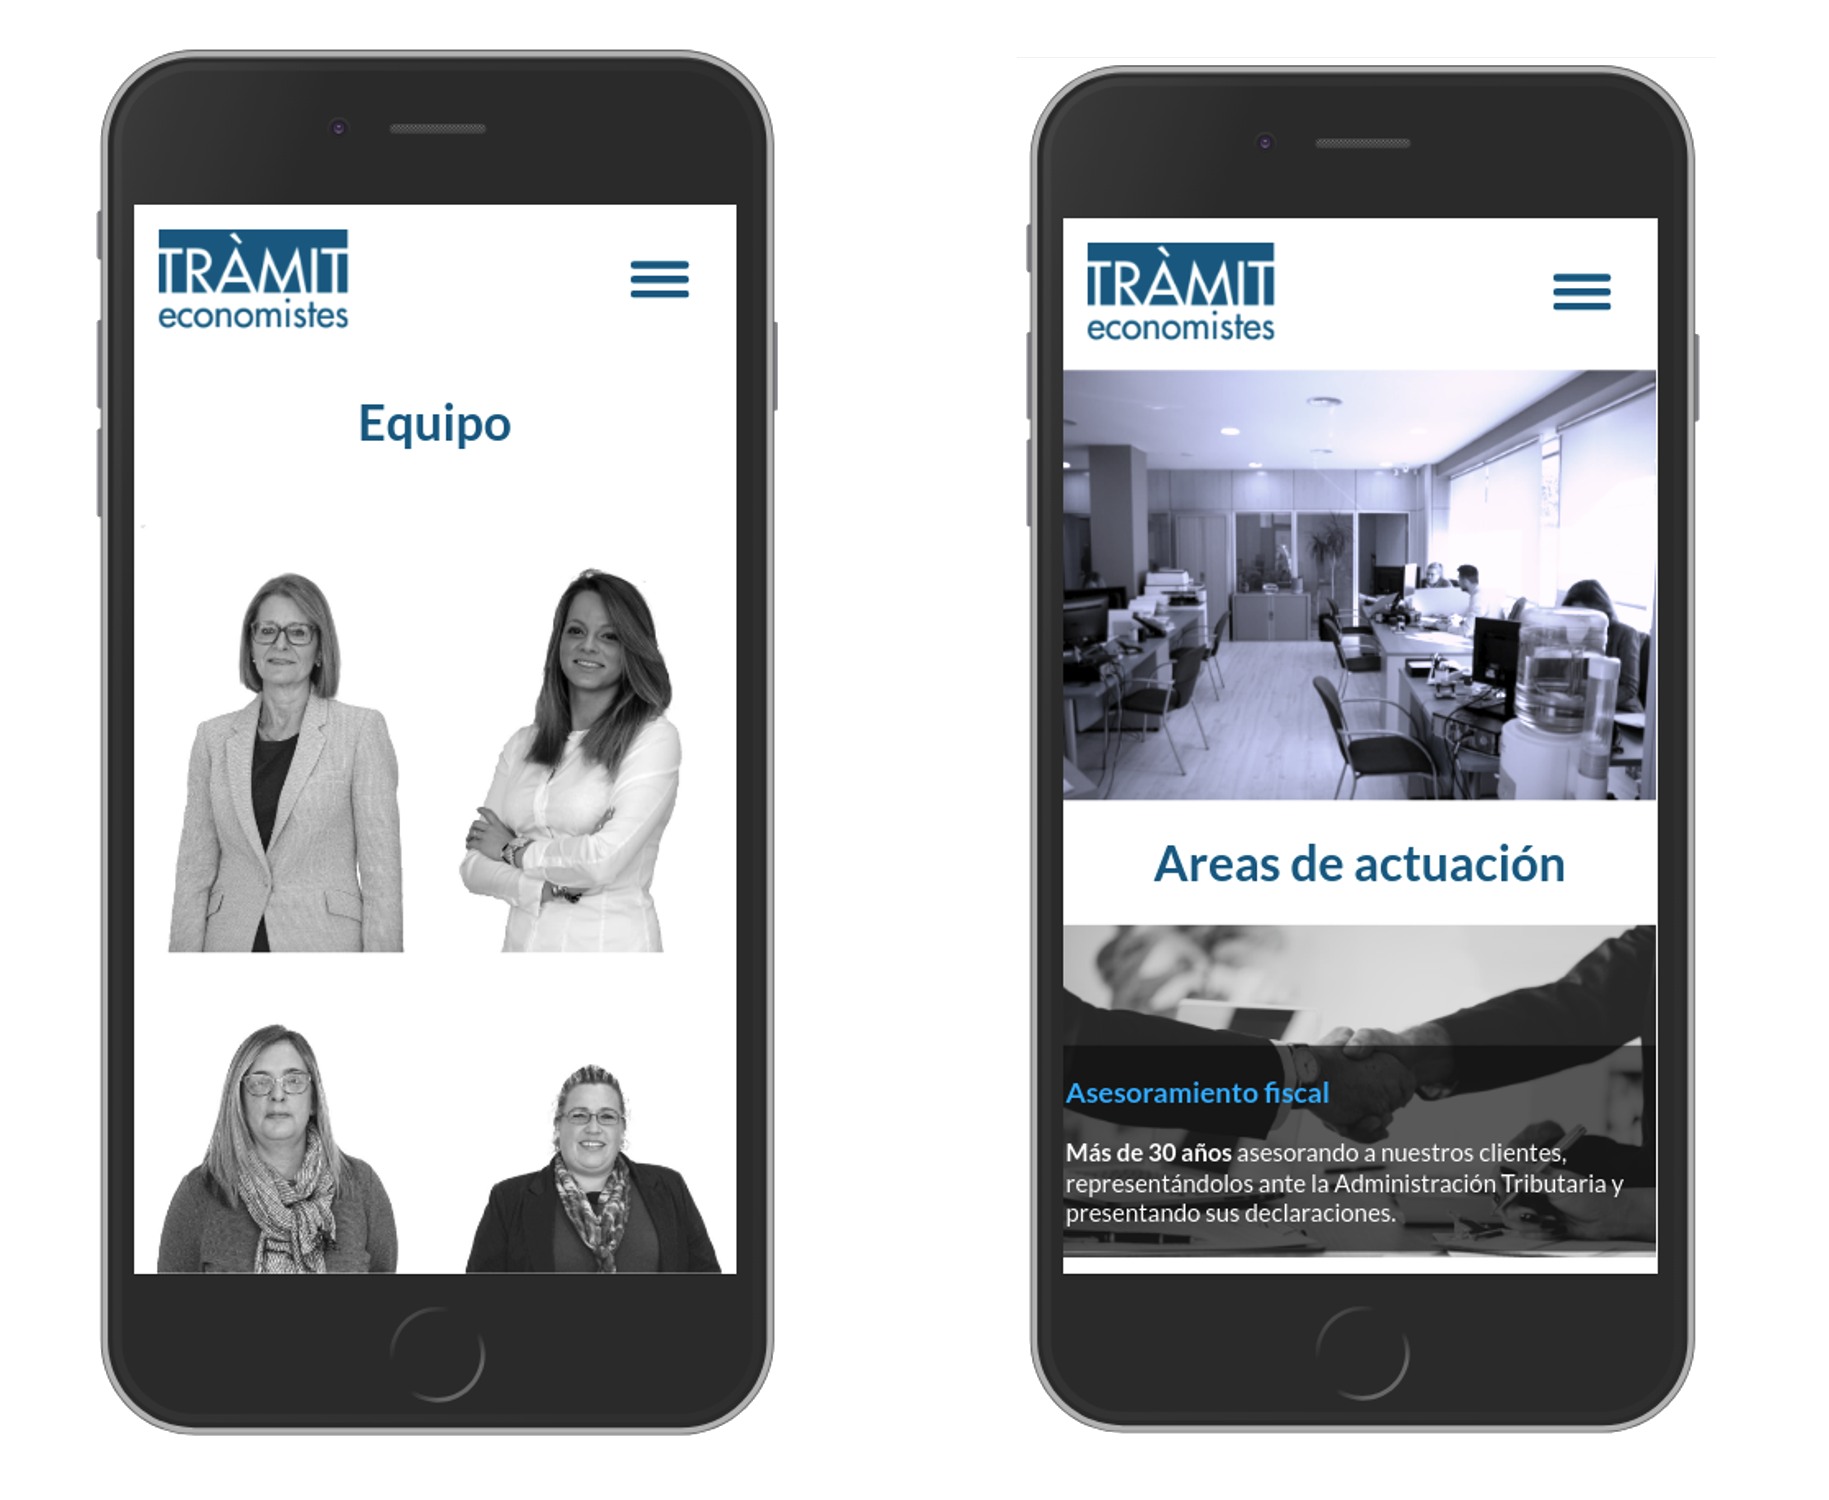 TRÀMIT
economistes
Equipo
TRÀMIT
economistes
Areas de actuación
Asesoramiento fiscal
Más de 30 años asesorando a nuestros clientes,
representándolos ante la Administración Tributaria y
presentando sus declaraciones.